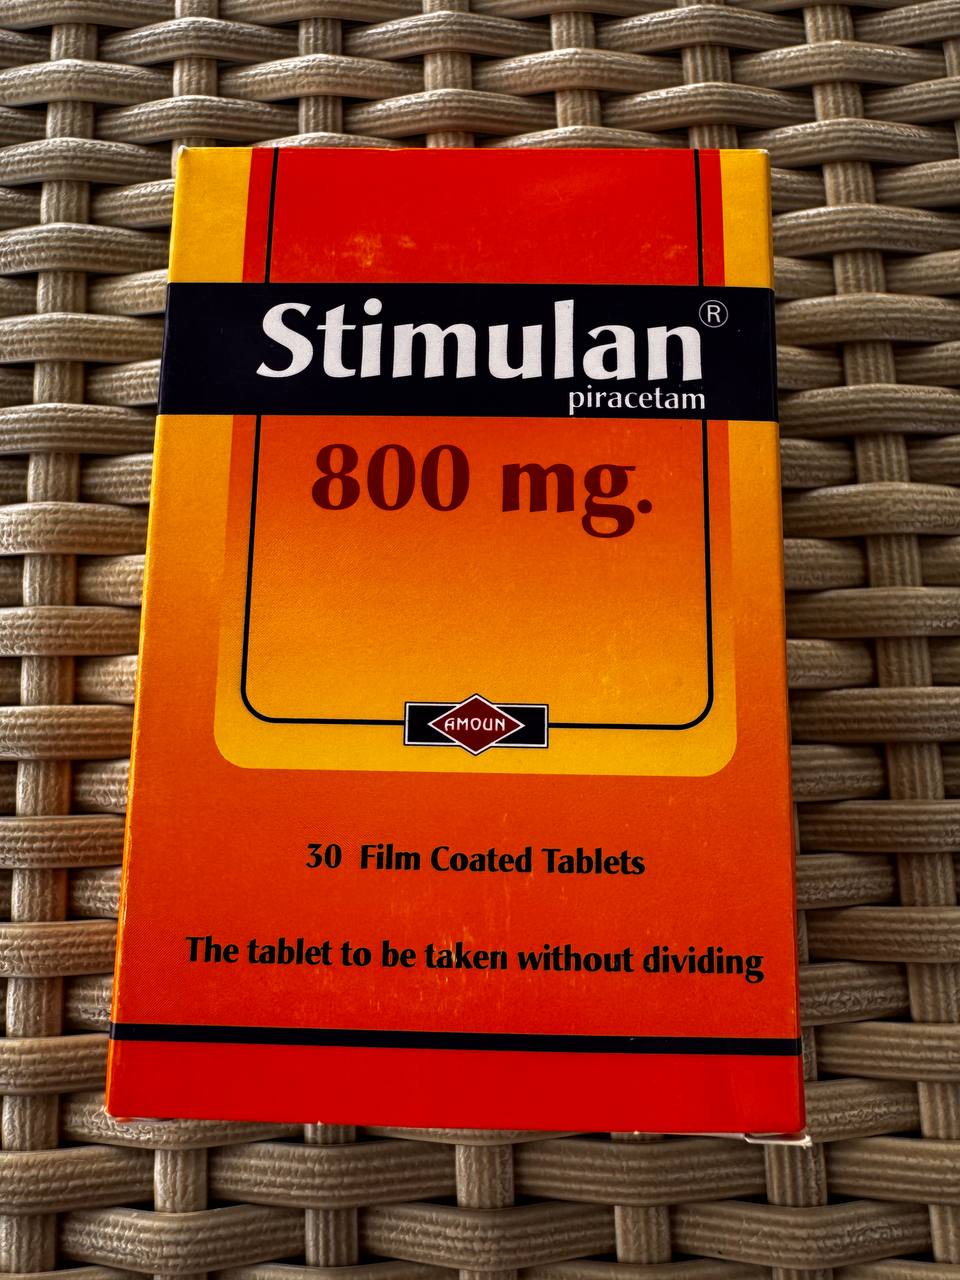 Stimulan®
piracetam
800 mg.
AMOUN
30 Film Coated Tablets
The tablet to be taken without dividing